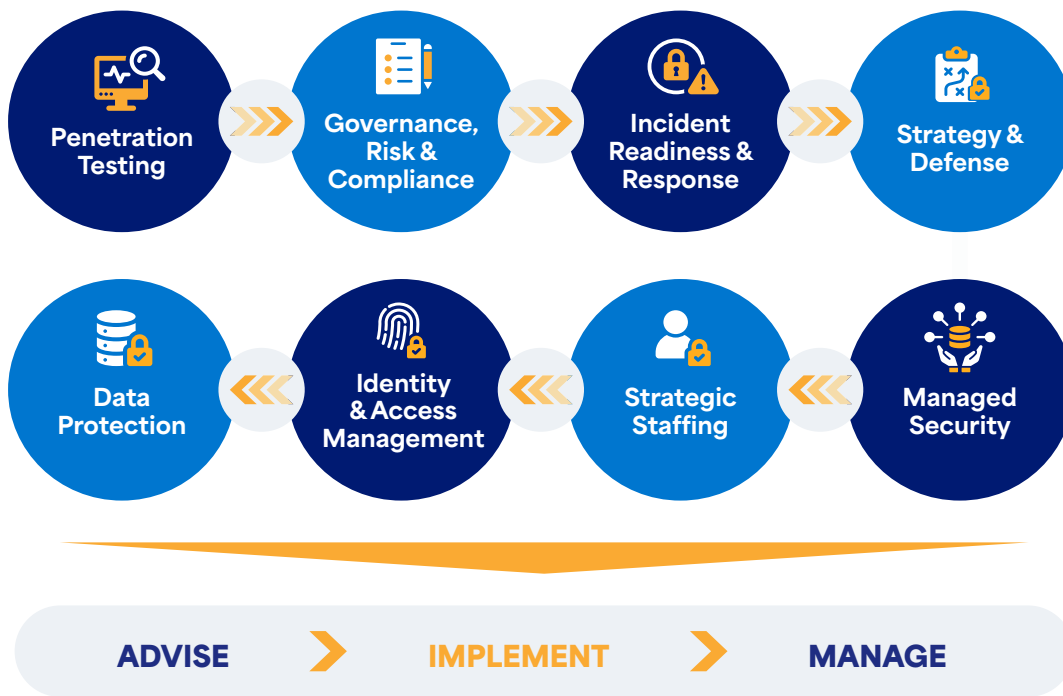 Penetration
Testing
Governance,
Risk &
Compliance
Incident
Readiness &
Response
Strategy &
Defense
Data
Protection
Identity
& Access
Management
Strategic
Staffing
Managed
Security
ADVISE
IMPLEMENT
MANAGE